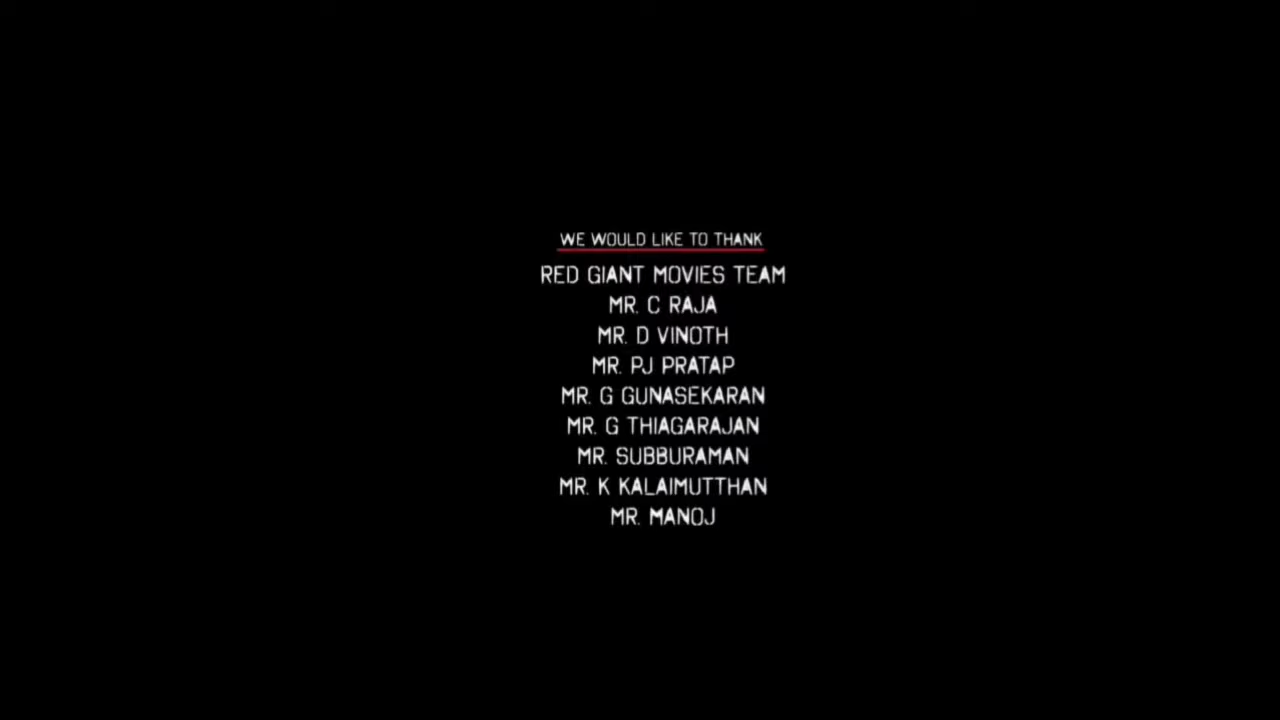 WE WOULD LIKE TO THANK
RED GIANT MOVIES TEAM
MR. C RAJA
MR. D VINOTH
MR. PJ PRATAP
MR. G GUNASEKARAN
MR. G THIAGARAJAN
MR. SUBBURAMAN
MR. K KALAIMUTTHAN
MR. MANOJ